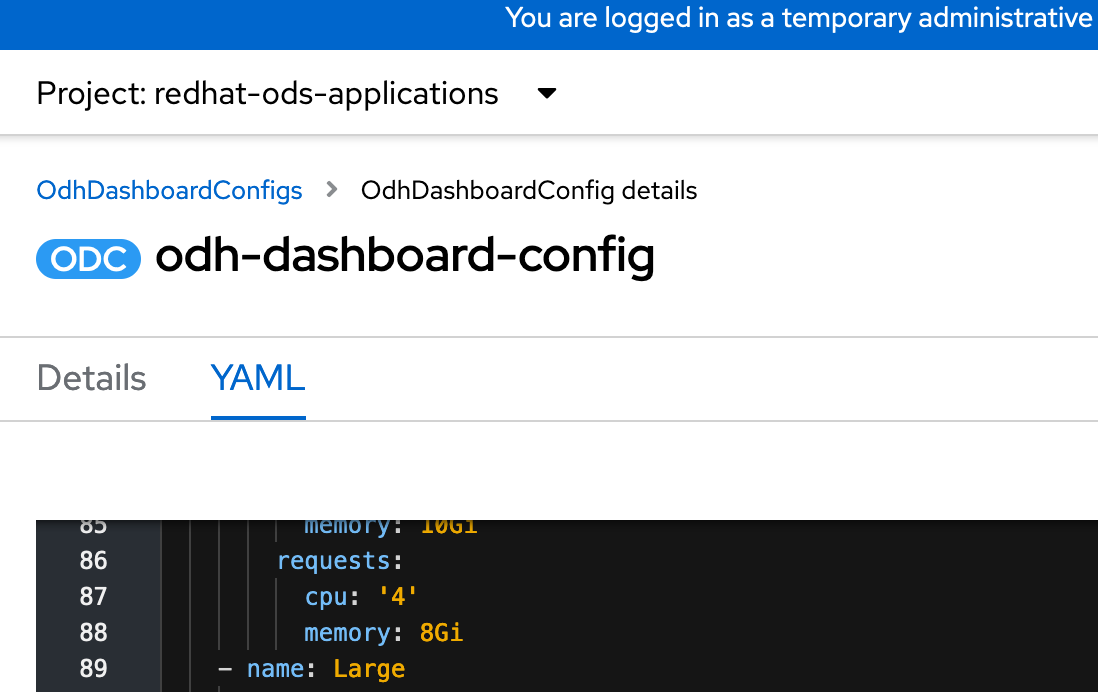 You are logged in as a temporary administrative
Project: redhat-ods-applications
OdhDashboardConfigs > OdhDashboardConfig details
ODC odh-dashboard-config
Details YAML
85 memory: 10Gi
86 requests:
87 cpu: '4'
88 memory: 8Gi
89 - name: Large